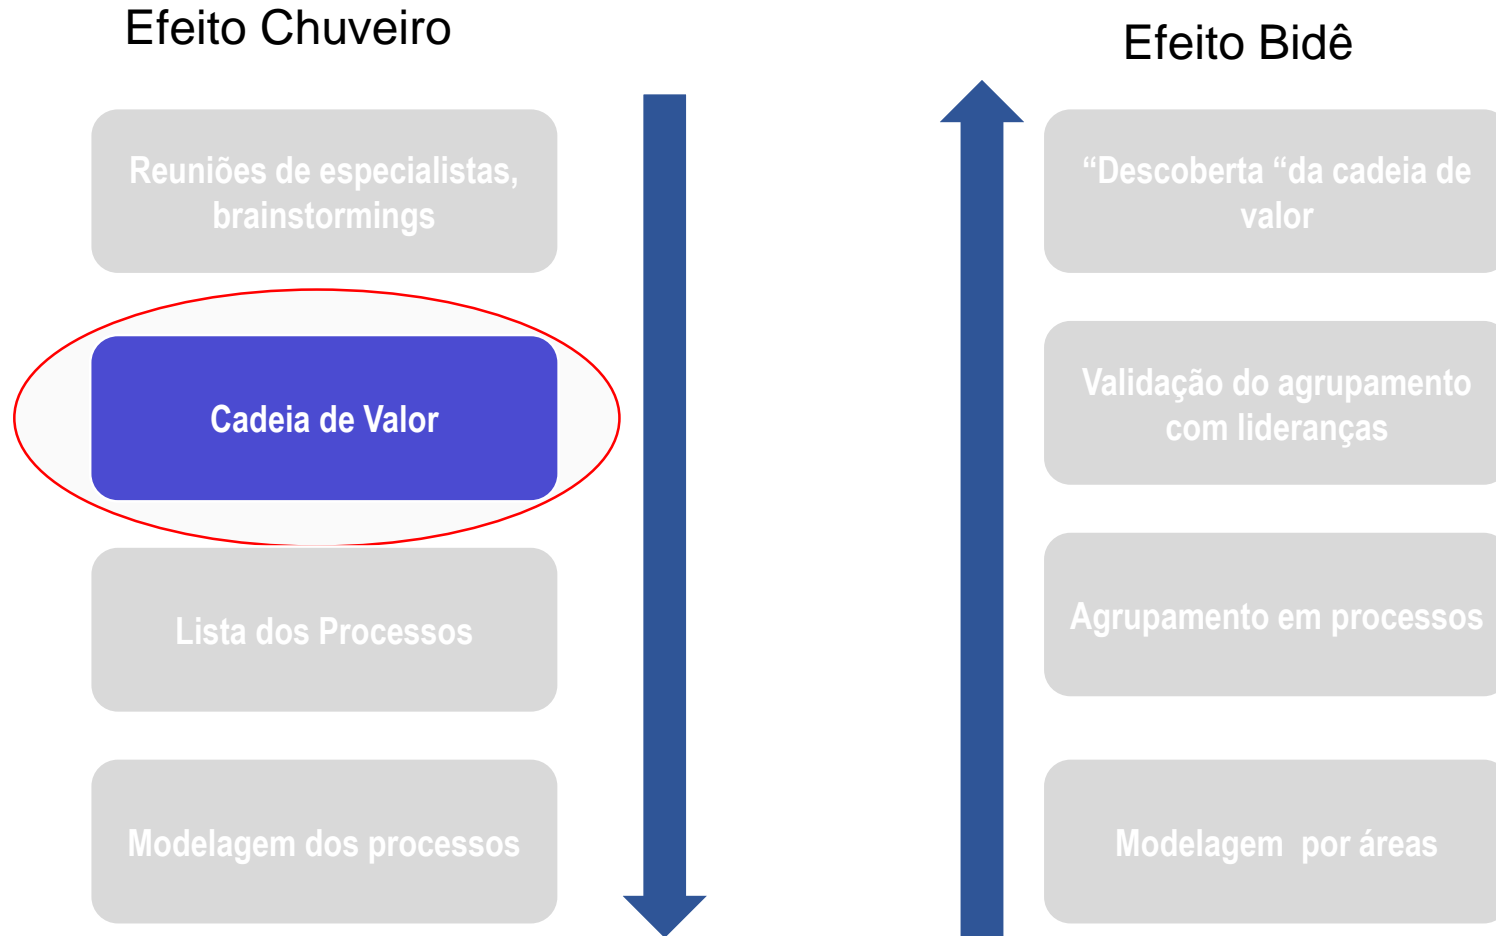 Efeito Chuveiro
Reuniões de especialistas,
brainstormings
Cadeia de Valor
Lista dos Processos
Modelagem dos processos
Efeito Bidê
“Descoberta “da cadeia de
valor
Validação do agrupamento
com lideranças
Agrupamento em processos
Modelagem  por áreas